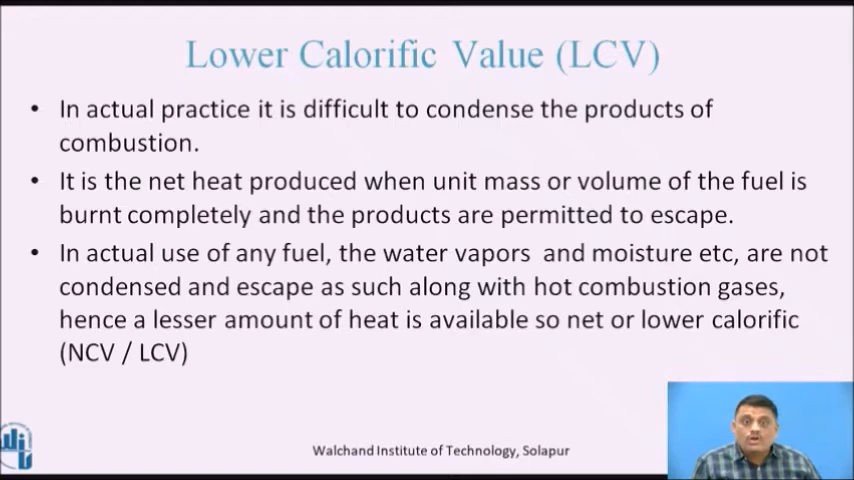 Lower Calorific Value (LCV)
• In actual practice it is difficult to condense the products of
combustion.
• It is the net heat produced when unit mass or volume of the fuel is
burnt completely and the products are permitted to escape.
• In actual use of any fuel, the water vapors and moisture etc, are not
condensed and escape as such along with hot combustion gases,
hence a lesser amount of heat is available so net or lower calorific
(NCV / LCV)
Walchand Institute of Technology, Solapur